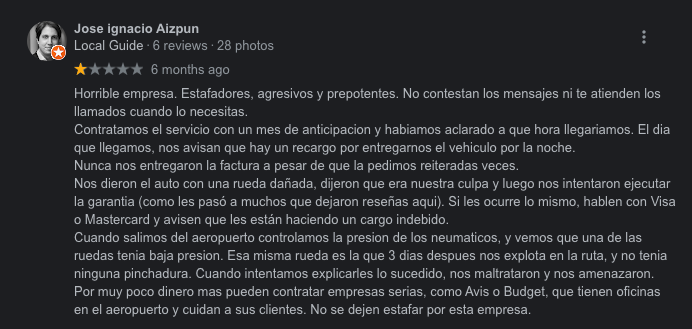 Jose ignacio Aizpun
Local Guide · 6 reviews · 28 photos
6 months ago
Horrible empresa. Estafadores, agresivos y prepotentes. No contestan los mensajes ni te atienden los
llamados cuando lo necesitas.
Contratamos el servicio con un mes de anticipacion y habiamos aclarado a que hora llegariamos. El dia
que llegamos, nos avisan que hay un recargo por entregarnos el vehiculo por la noche.
Nunca nos entregaron la factura a pesar de que la pedimos reiteradas veces.
Nos dieron el auto con una rueda dañada, dijeron que era nuestra culpa y luego nos intentaron ejecutar
la garantia (como les pasó a muchos que dejaron reseñas aqui). Si les ocurre lo mismo, hablen con Visa
o Mastercard y avisen que les están haciendo un cargo indebido.
Cuando salimos del aeropuerto controlamos la presion de los neumaticos, y vemos que una de las
ruedas tenia baja presion. Esa misma rueda es la que 3 dias despues nos explota en la ruta, y no tenia
ninguna pinchadura. Cuando intentamos explicarles lo sucedido, nos maltrataron y nos amenazaron.
Por muy poco dinero mas pueden contratar empresas serias, como Avis o Budget, que tienen oficinas
en el aeropuerto y cuidan a sus clientes. No se dejen estafar por esta empresa.